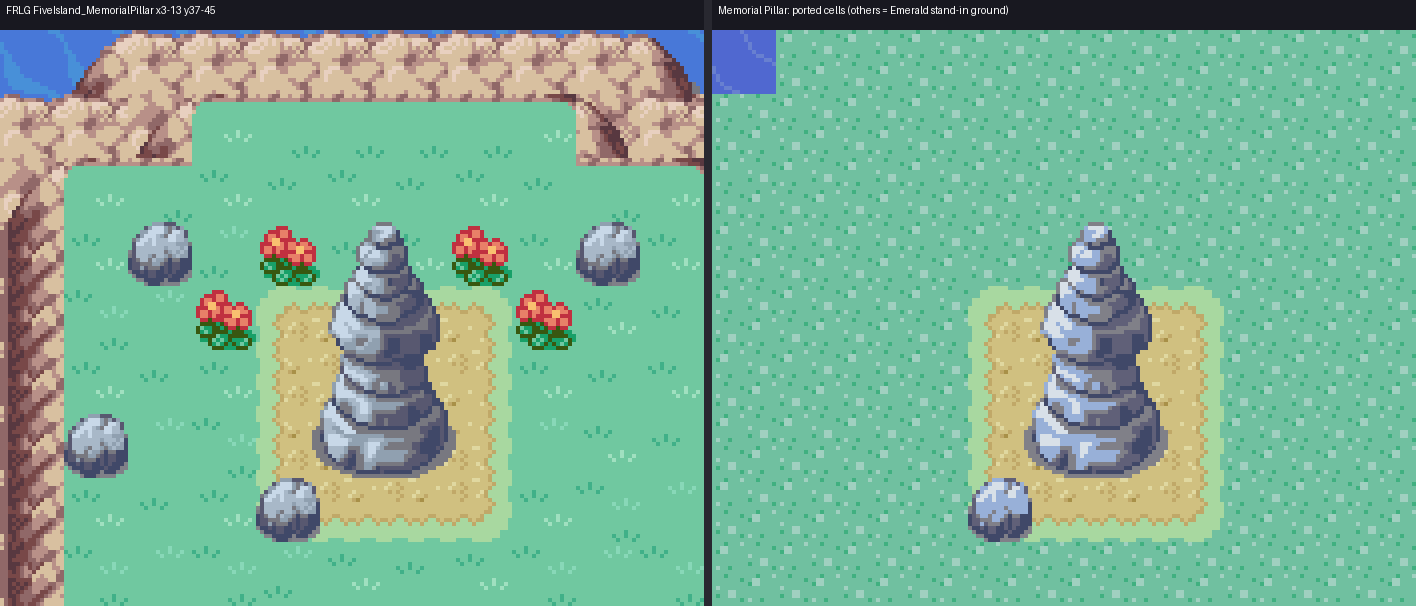 FRLG FiveIsland_MemorialPillar x3-13 y37-45
Memorial Pillar: ported cells (others = Emerald stand-in ground)